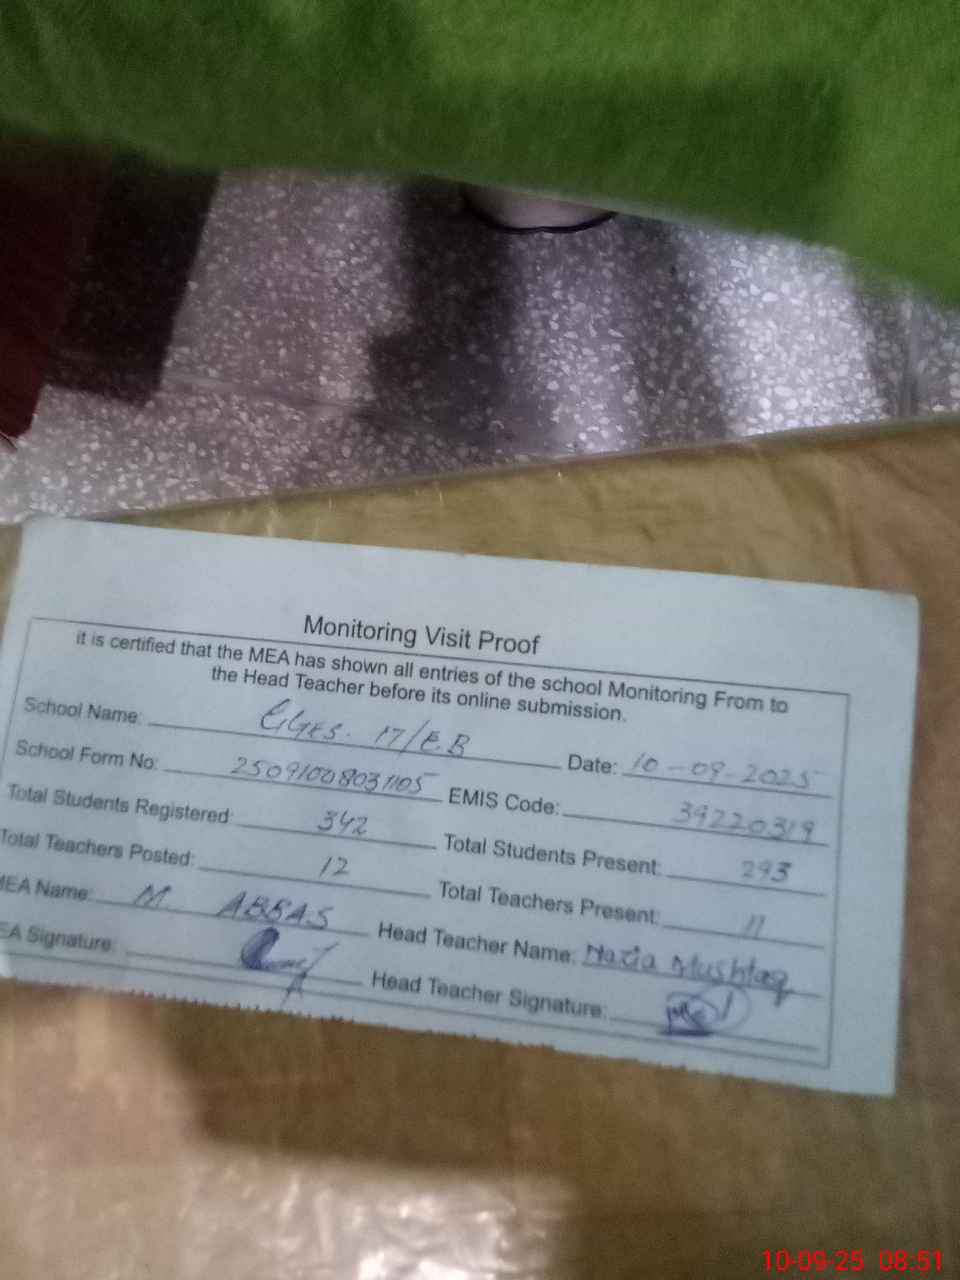 Monitoring Visit Proof
it is certified that the MEA has shown all entries of the school Monitoring From to
the Head Teacher before its online submission.
School Name: GGES. 17/E.B Date: 10-09-2025
School Form No: 25091008031105 EMIS Code: 39220319
Total Students Registered: 342 Total Students Present: 293
Total Teachers Posted: 12 Total Teachers Present: 11
MEA Name: M ABBAS Head Teacher Name: Nazia Mushtaq
EA Signature: Head Teacher Signature:
10-09-25 08:51